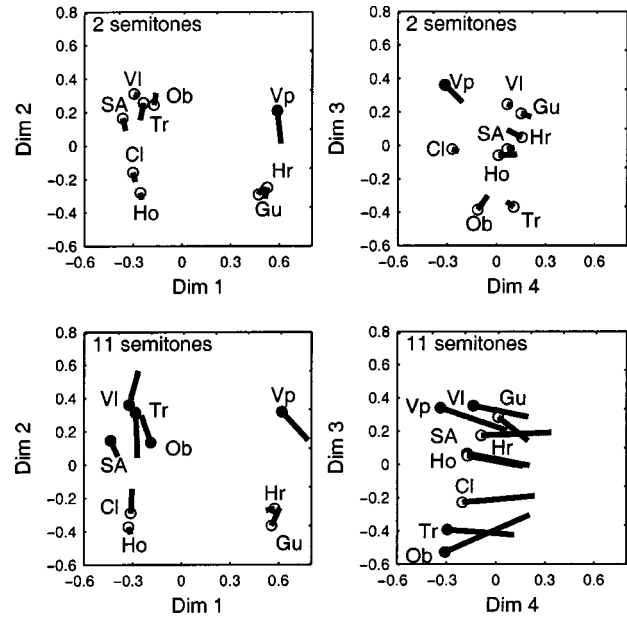 2 semitones
0.8
0.6
0.4
0.2
0
−0.2
−0.4
−0.6
Dim 2
Vl
SA
Ob
Tr
Vp
Cl
Ho
Hr
Gu
−0.6 −0.3 0 0.3 0.6
Dim 1
2 semitones
0.8
0.6
0.4
0.2
0
−0.2
−0.4
−0.6
Dim 3
Vp
Vl
Gu
SA
Hr
Cl
Ho
Ob
Tr
−0.6 −0.3 0 0.3 0.6
Dim 4
11 semitones
0.8
0.6
0.4
0.2
0
−0.2
−0.4
−0.6
Dim 2
Vl
Tr
Vp
SA
Ob
Cl
Ho
Hr
Gu
−0.6 −0.3 0 0.3 0.6
Dim 1
11 semitones
0.8
0.6
0.4
0.2
0
−0.2
−0.4
−0.6
Dim 3
Vp
Vl
Gu
SA
Hr
Ho
Cl
Tr
Ob
−0.6 −0.3 0 0.3 0.6
Dim 4